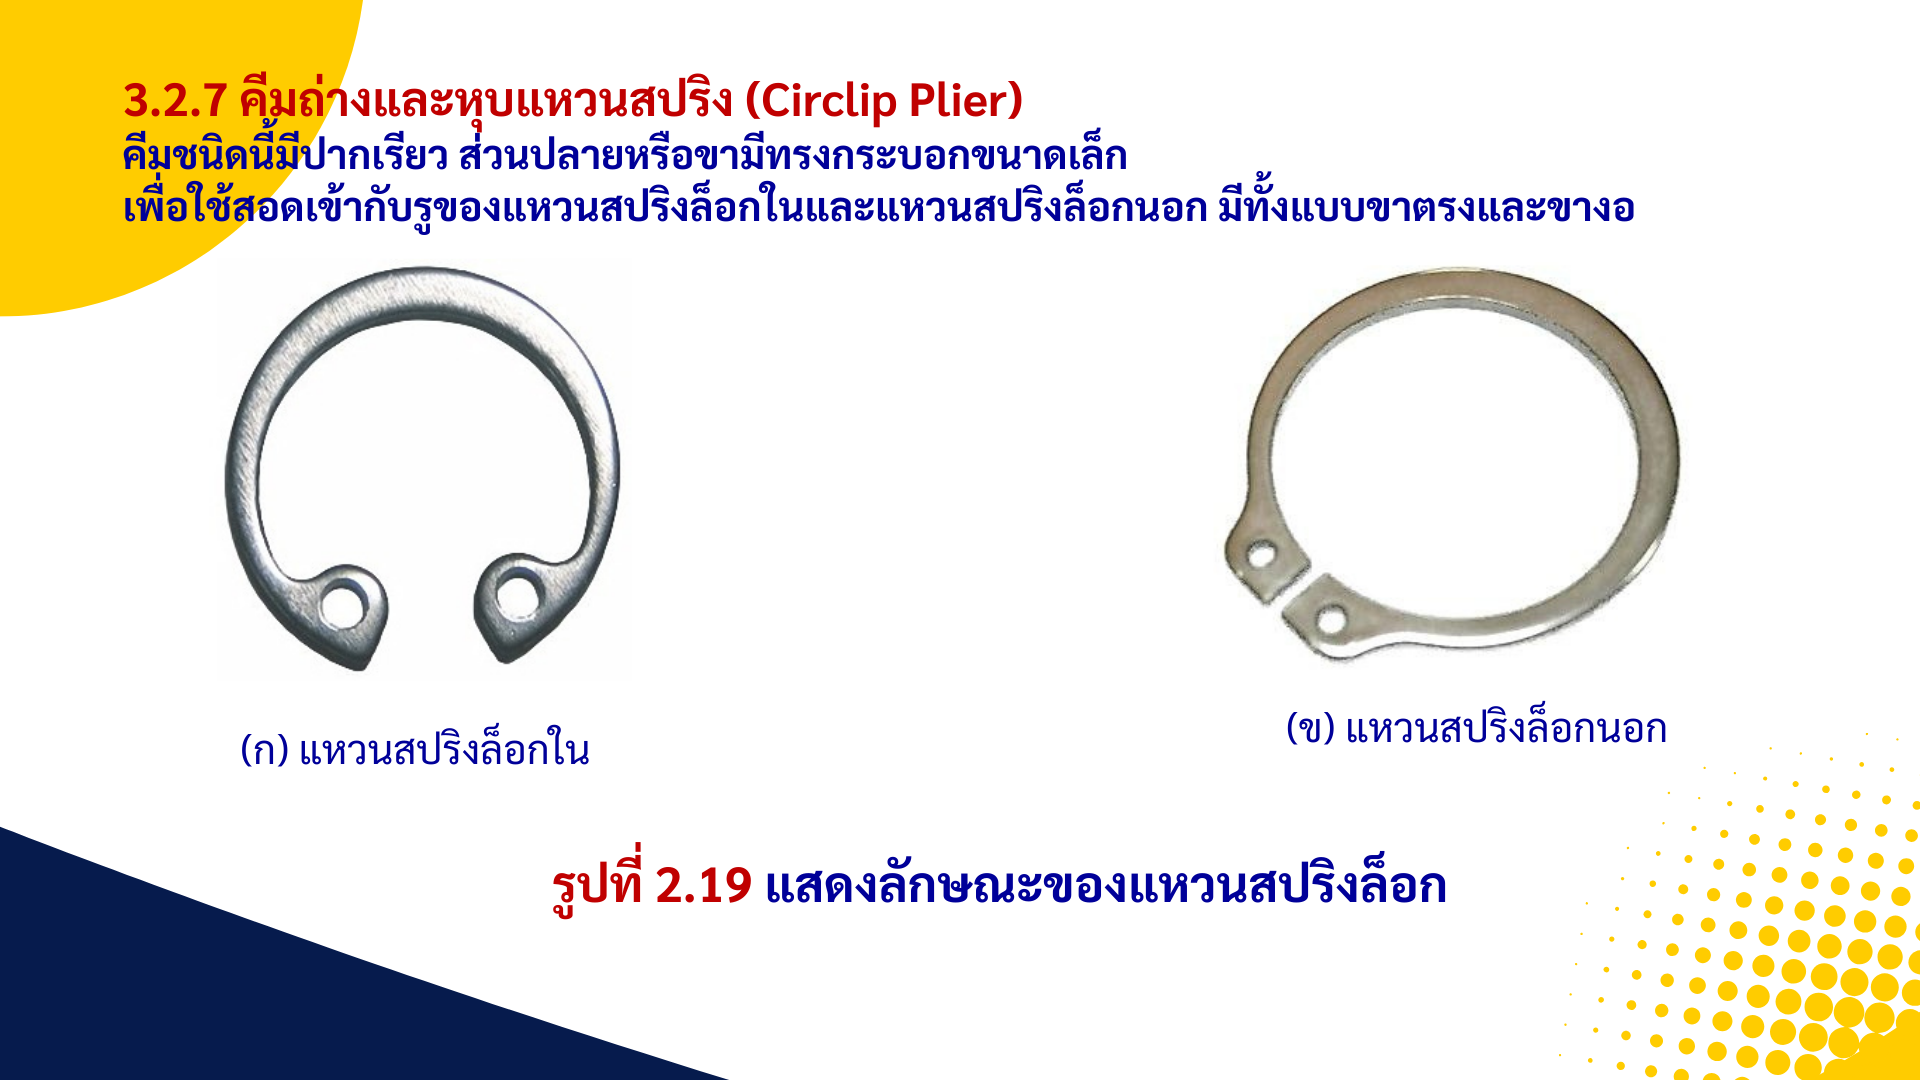 3.2.7 คีมถ่างและหุบแหวนสปริง (Circlip Plier)
คีมชนิดนี้มีปากเรียว ส่วนปลายหรือขามีทรงกระบอกขนาดเล็ก
เพื่อใช้สอดเข้ากับรูของแหวนสปริงล็อกในและแหวนสปริงล็อกนอก มีทั้งแบบขาตรงและขางอ
(ก) แหวนสปริงล็อกใน
(ข) แหวนสปริงล็อกนอก
รูปที่ 2.19 แสดงลักษณะของแหวนสปริงล็อก